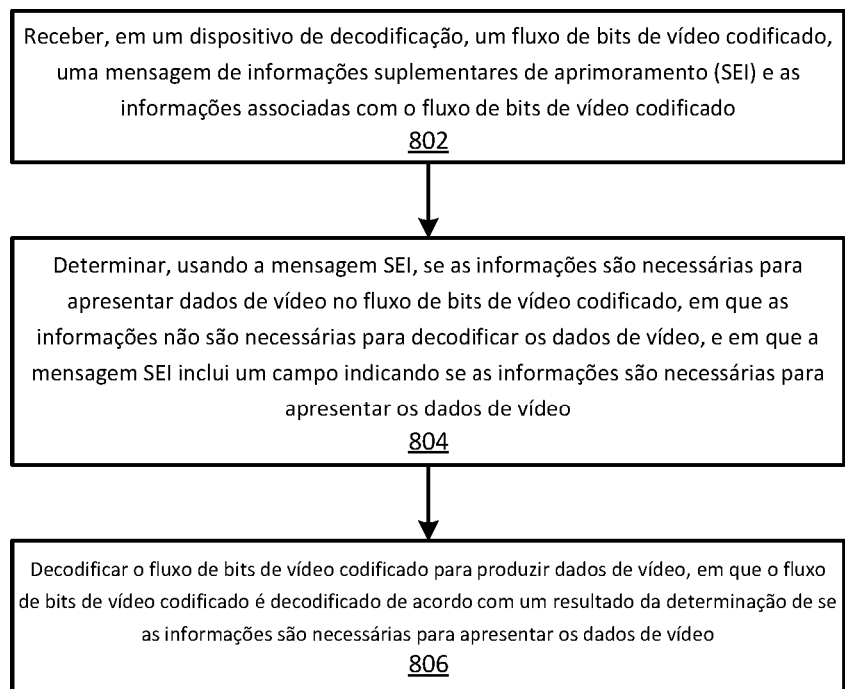 Receber, em um dispositivo de decodificação, um fluxo de bits de vídeo codificado,
uma mensagem de informações suplementares de aprimoramento (SEI) e as
informações associadas com o fluxo de bits de vídeo codificado
802
Determinar, usando a mensagem SEI, se as informações são necessárias para
apresentar dados de vídeo no fluxo de bits de vídeo codificado, em que as
informações não são necessárias para decodificar os dados de vídeo, e em que a
mensagem SEI inclui um campo indicando se as informações são necessárias para
apresentar os dados de vídeo
804
Decodificar o fluxo de bits de vídeo codificado para produzir dados de vídeo, em que o fluxo
de bits de vídeo codificado é decodificado de acordo com um resultado da determinação de se
as informações são necessárias para apresentar os dados de vídeo
806